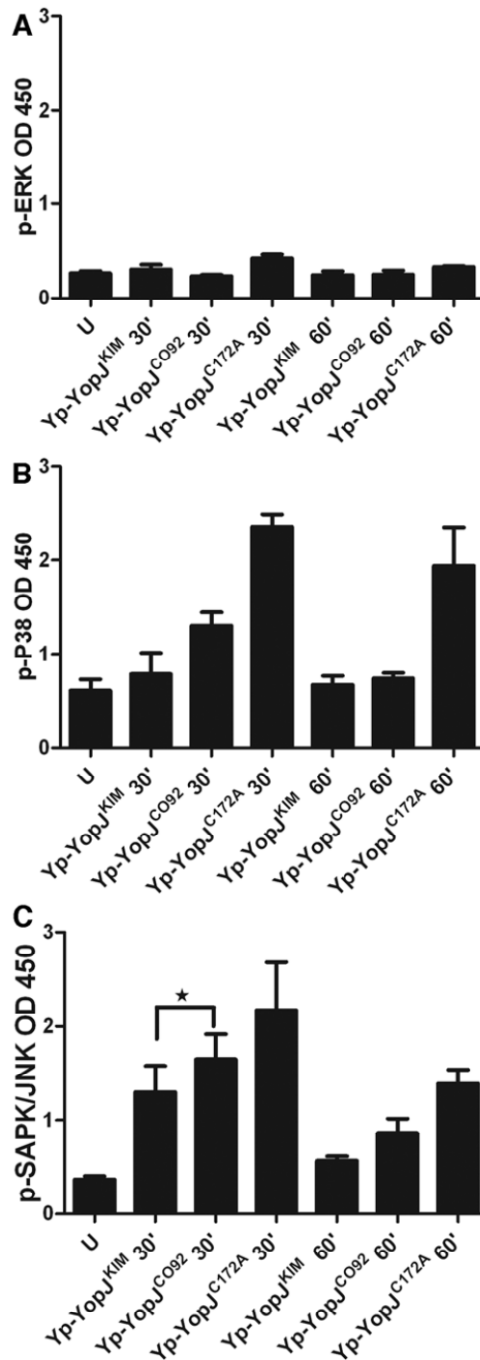 A
p-ERK OD 450
3
2
1
0
U
Yp-YopJ^KIM 30'
Yp-YopJ^CO92 30'
Yp-YopJ^C172A 30'
Yp-YopJ^KIM 60'
Yp-YopJ^CO92 60'
Yp-YopJ^C172A 60'
B
p-P38 OD 450
3
2
1
0
U
Yp-YopJ^KIM 30'
Yp-YopJ^CO92 30'
Yp-YopJ^C172A 30'
Yp-YopJ^KIM 60'
Yp-YopJ^CO92 60'
Yp-YopJ^C172A 60'
C
p-SAPK/JNK OD 450
3
2
1
0
★
U
Yp-YopJ^KIM 30'
Yp-YopJ^CO92 30'
Yp-YopJ^C172A 30'
Yp-YopJ^KIM 60'
Yp-YopJ^CO92 60'
Yp-YopJ^C172A 60'